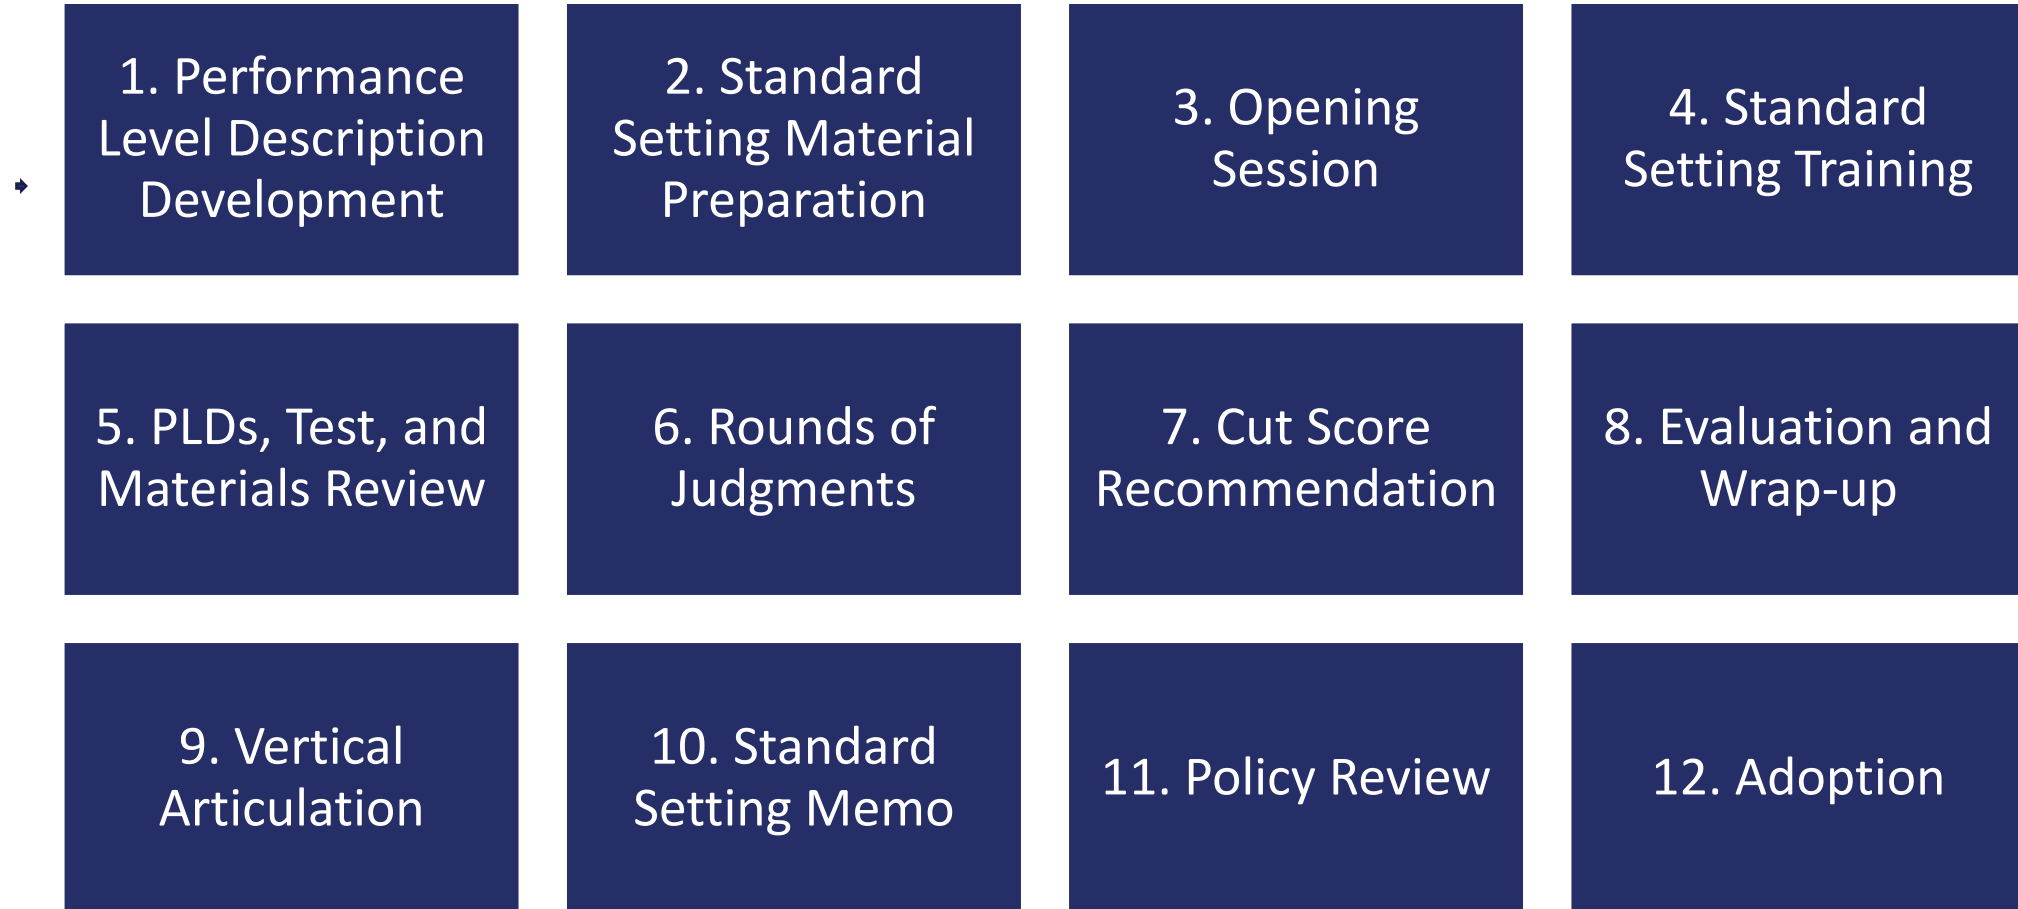 1. Performance
Level Description
Development
2. Standard
Setting Material
Preparation
3. Opening
Session
4. Standard
Setting Training
5. PLDs, Test, and
Materials Review
6. Rounds of
Judgments
7. Cut Score
Recommendation
8. Evaluation and
Wrap-up
9. Vertical
Articulation
10. Standard
Setting Memo
11. Policy Review
12. Adoption